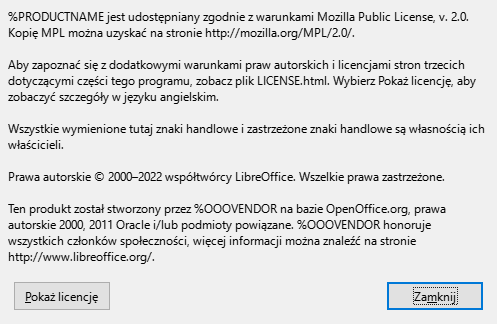 %PRODUCTNAME jest udostępniany zgodnie z warunkami Mozilla Public License, v. 2.0.
Kopię MPL można uzyskać na stronie http://mozilla.org/MPL/2.0/.
Aby zapoznać się z dodatkowymi warunkami praw autorskich i licencjami stron trzecich
dotyczącymi części tego programu, zobacz plik LICENSE.html. Wybierz Pokaż licencję, aby
zobaczyć szczegóły w języku angielskim.
Wszystkie wymienione tutaj znaki handlowe i zastrzeżone znaki handlowe są własnością ich
właścicieli.
Prawa autorskie © 2000–2022 współtwórcy LibreOffice. Wszelkie prawa zastrzeżone.
Ten produkt został stworzony przez %OOOVENDOR na bazie OpenOffice.org, prawa
autorskie 2000, 2011 Oracle i/lub podmioty powiązane. %OOOVENDOR honoruje
wszystkich członków społeczności, więcej informacji można znaleźć na stronie
http://www.libreoffice.org/.
Pokaż licencję
Zamknij